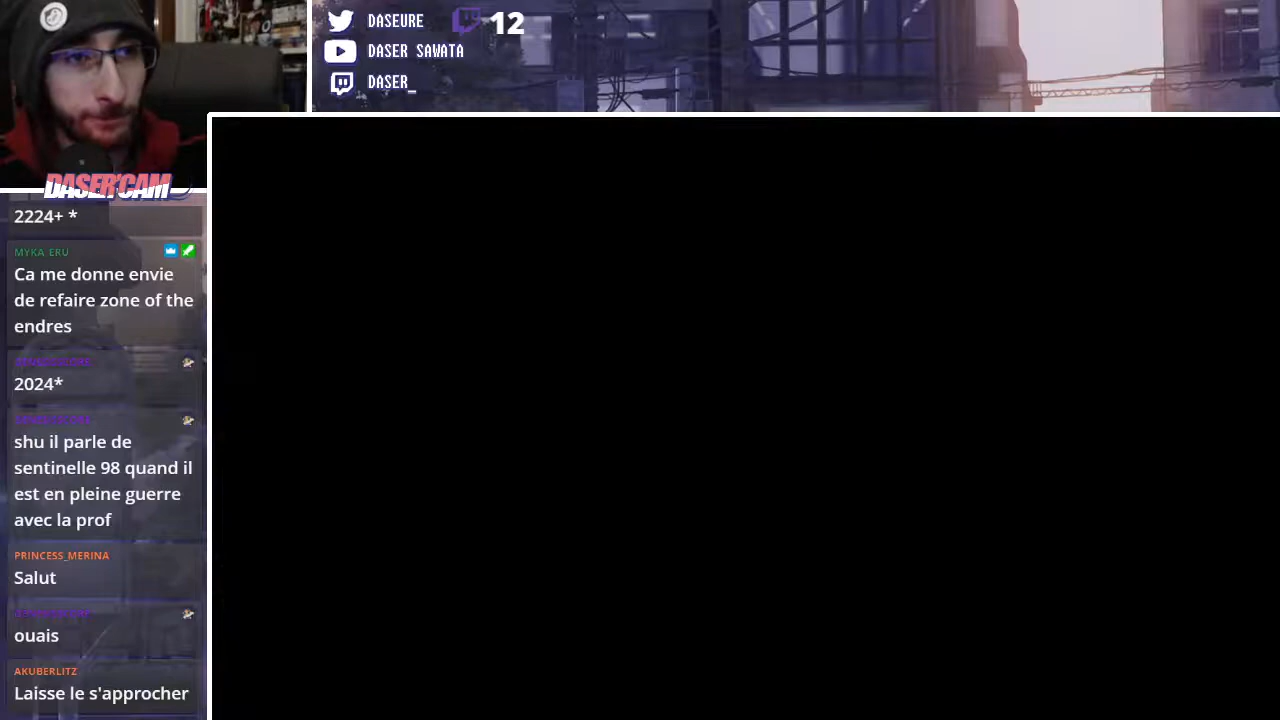 DASEURE 12
DASER SAWATA
DASER_
DASER'CAM
2224+ *
MYKA_ERU
Ca me donne envie
de refaire zone of the
endres
2024*
shu il parle de
sentinelle 98 quand il
est en pleine guerre
avec la prof
PRINCESS_MERINA
Salut
ouais
AKUBERLITZ
Laisse le s'approcher